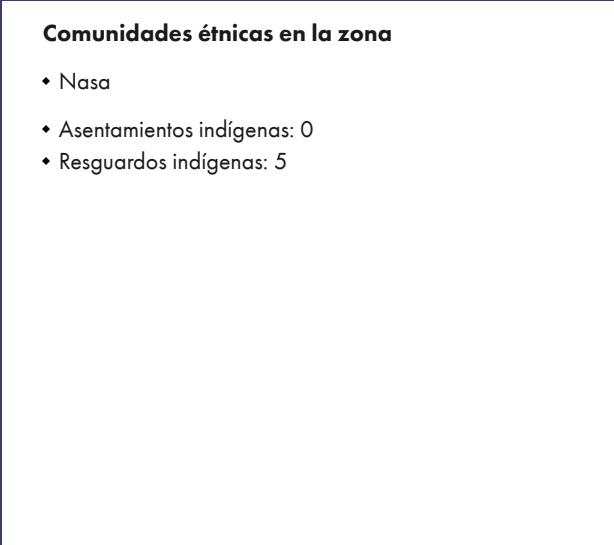 Comunidades étnicas en la zona
◆ Nasa
◆ Asentamientos indígenas: 0
◆ Resguardos indígenas: 5